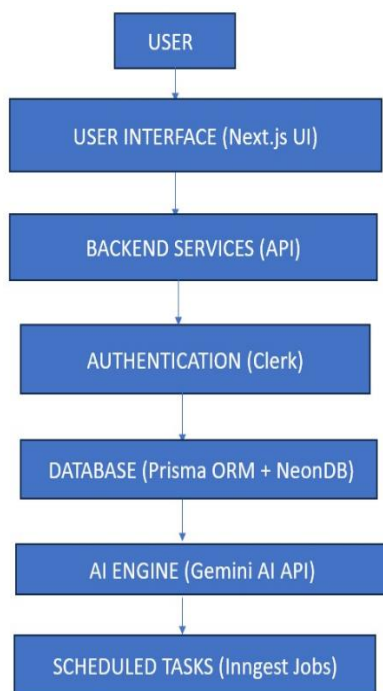 USER
USER INTERFACE (Next.js UI)
BACKEND SERVICES (API)
AUTHENTICATION (Clerk)
DATABASE (Prisma ORM + NeonDB)
AI ENGINE (Gemini AI API)
SCHEDULED TASKS (Inngest Jobs)